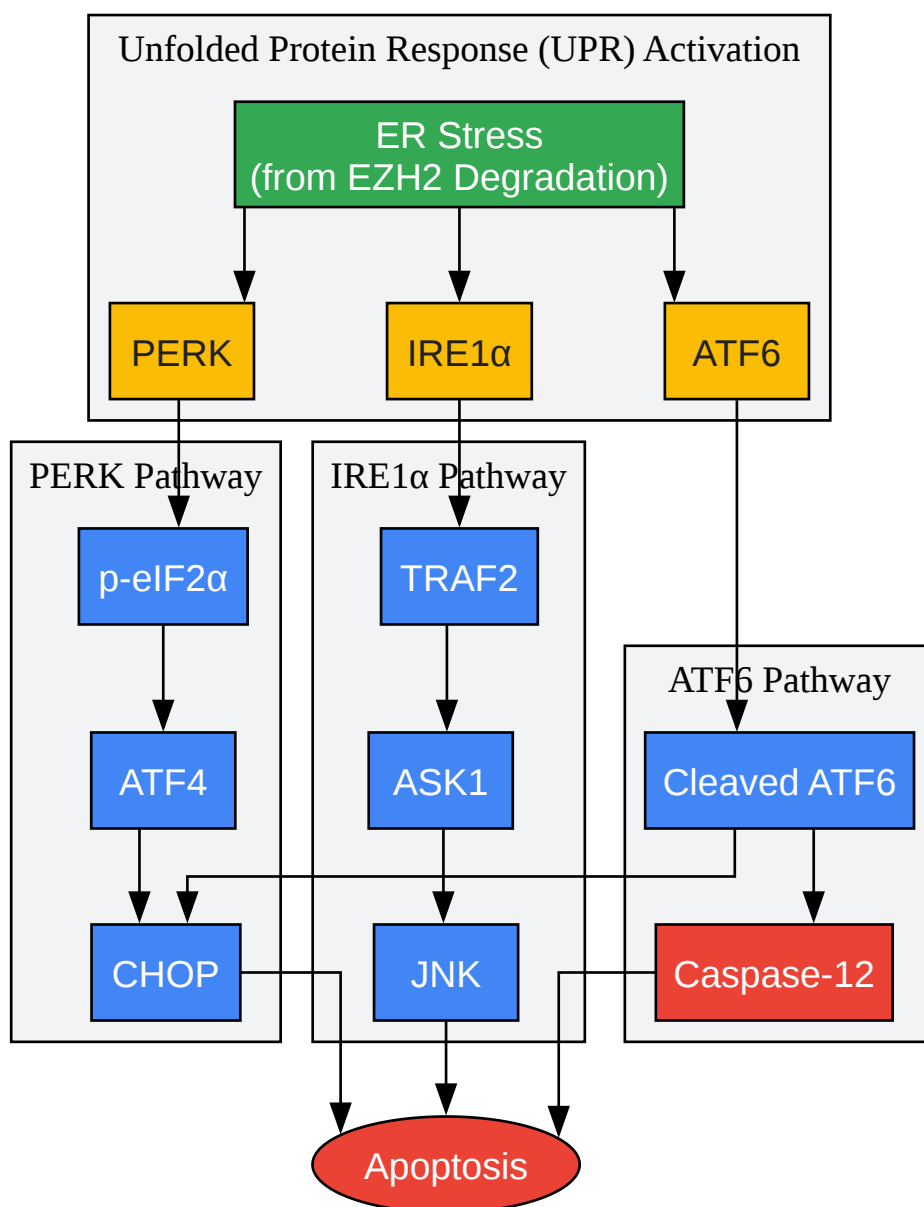 Unfolded Protein Response (UPR) Activation
ER Stress
(from EZH2 Degradation)
PERK
IRE1α
ATF6
PERK Pathway
IRE1α Pathway
p-eIF2α
TRAF2
ATF6 Pathway
ATF4
ASK1
Cleaved ATF6
CHOP
JNK
Caspase-12
Apoptosis